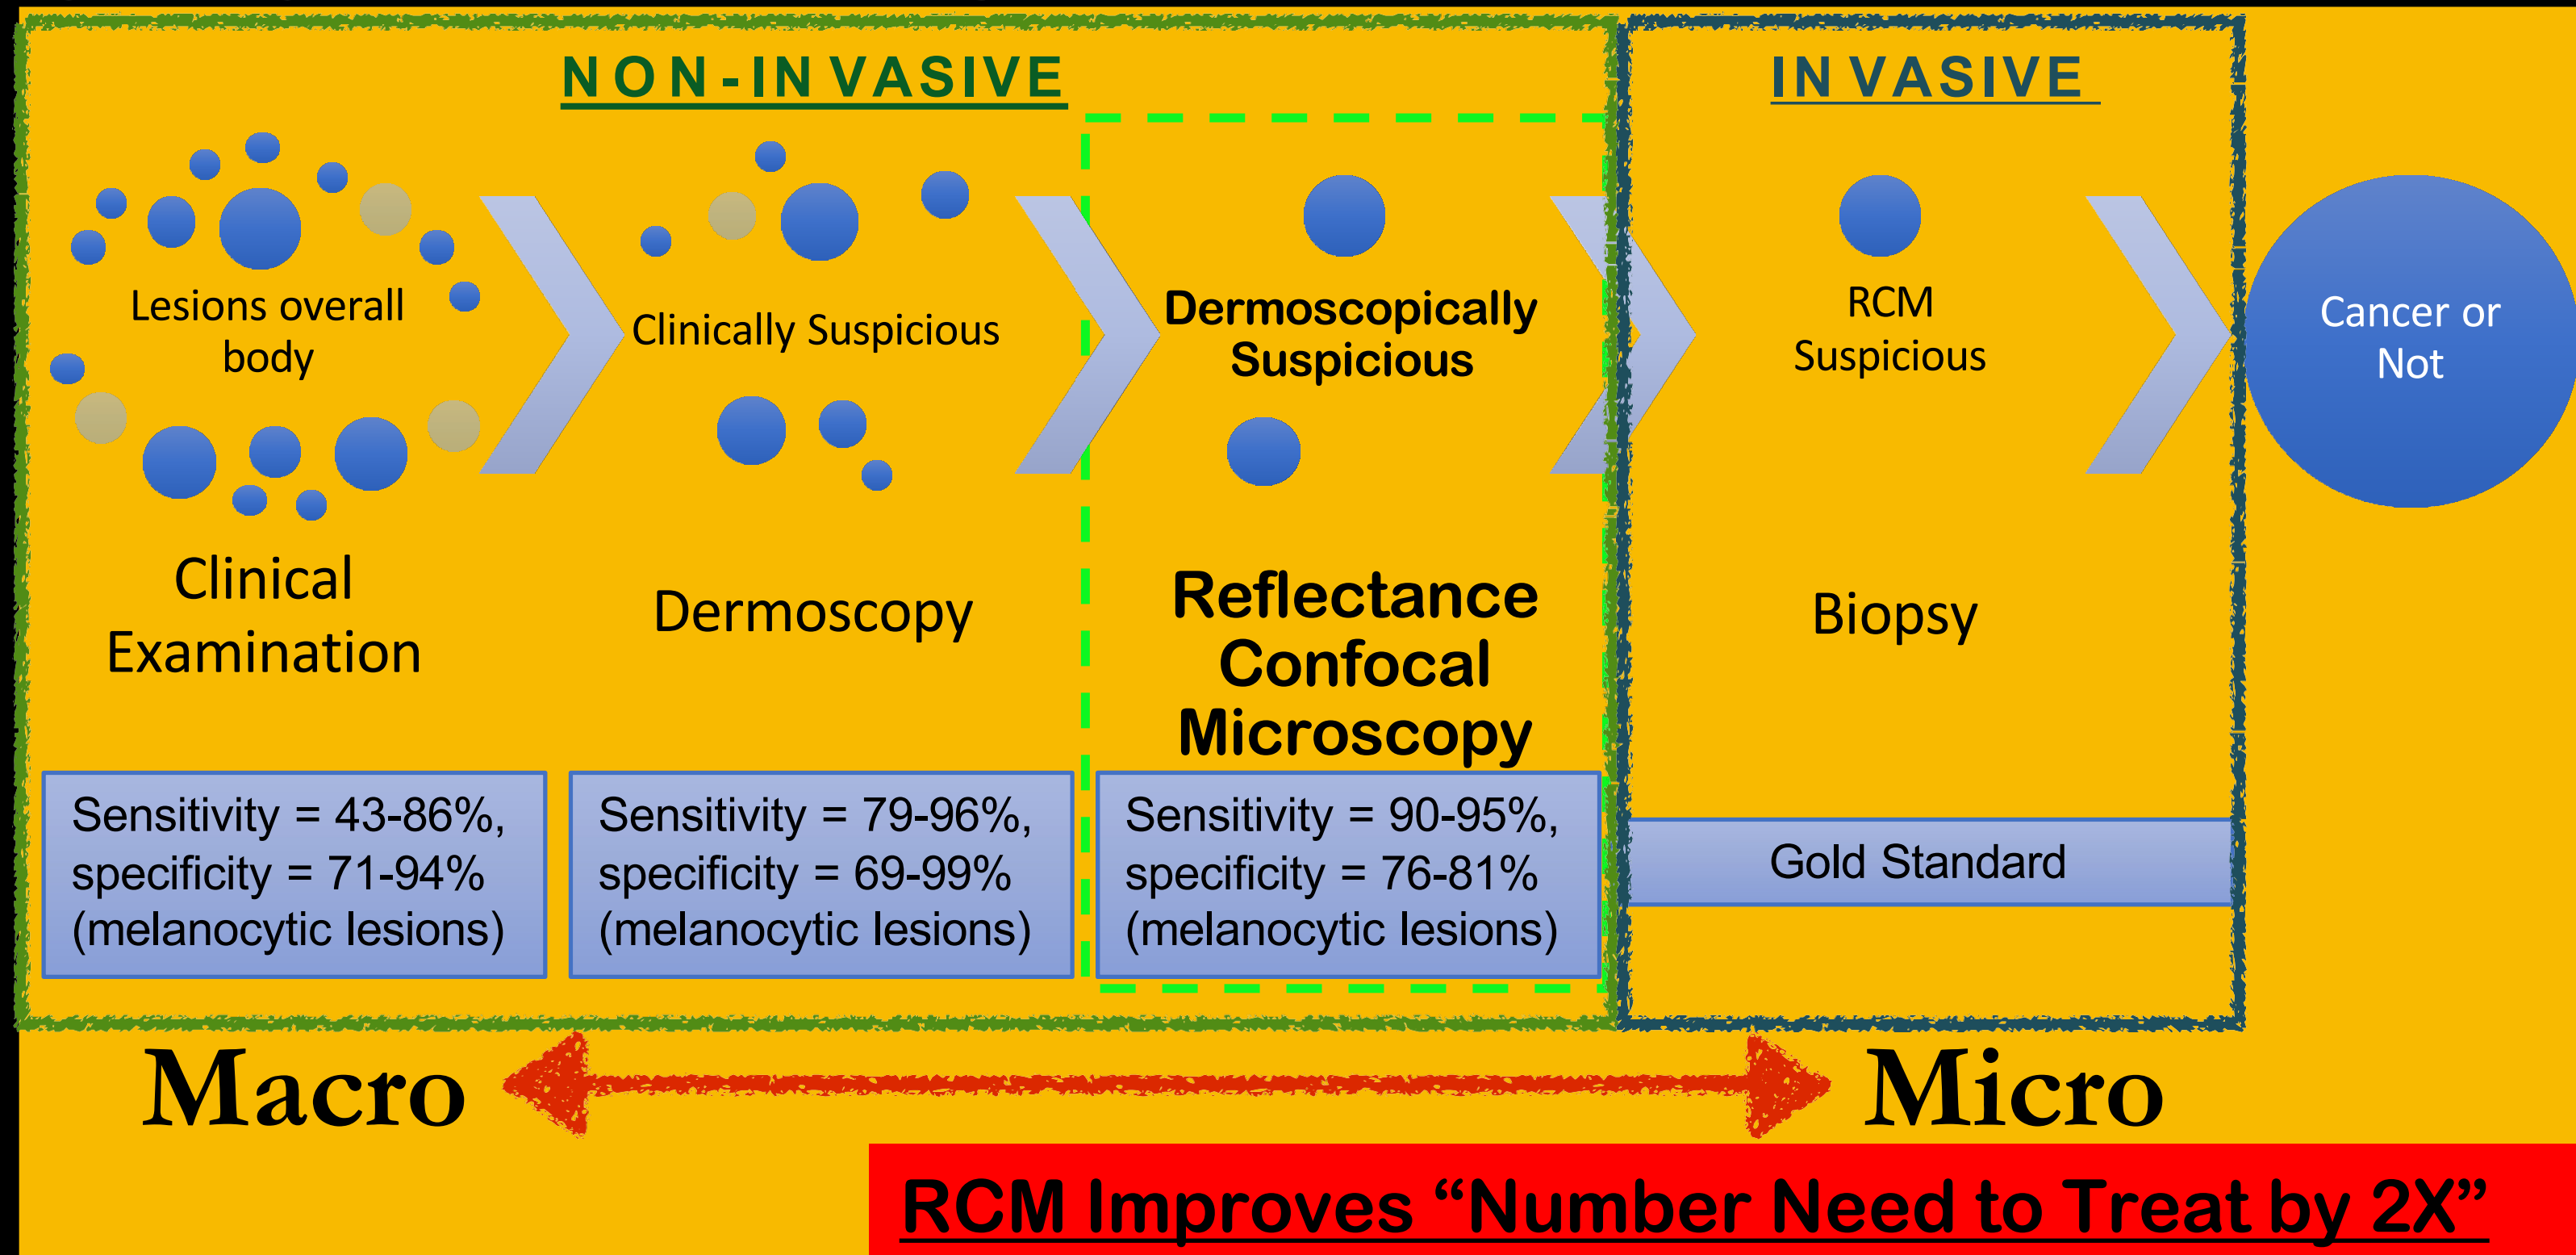 NON-INVASIVE
INVASIVE
Lesions overall
body
Clinically Suspicious
Dermoscopically
Suspicious
RCM
Suspicious
Cancer or
Not
Clinical
Examination
Dermoscopy
Reflectance
Confocal
Microscopy
Biopsy
Sensitivity = 43-86%,
specificity = 71-94%
(melanocytic lesions)
Sensitivity = 79-96%,
specificity = 69-99%
(melanocytic lesions)
Sensitivity = 90-95%,
specificity = 76-81%
(melanocytic lesions)
Gold Standard
Macro
Micro
RCM Improves “Number Need to Treat by 2X”